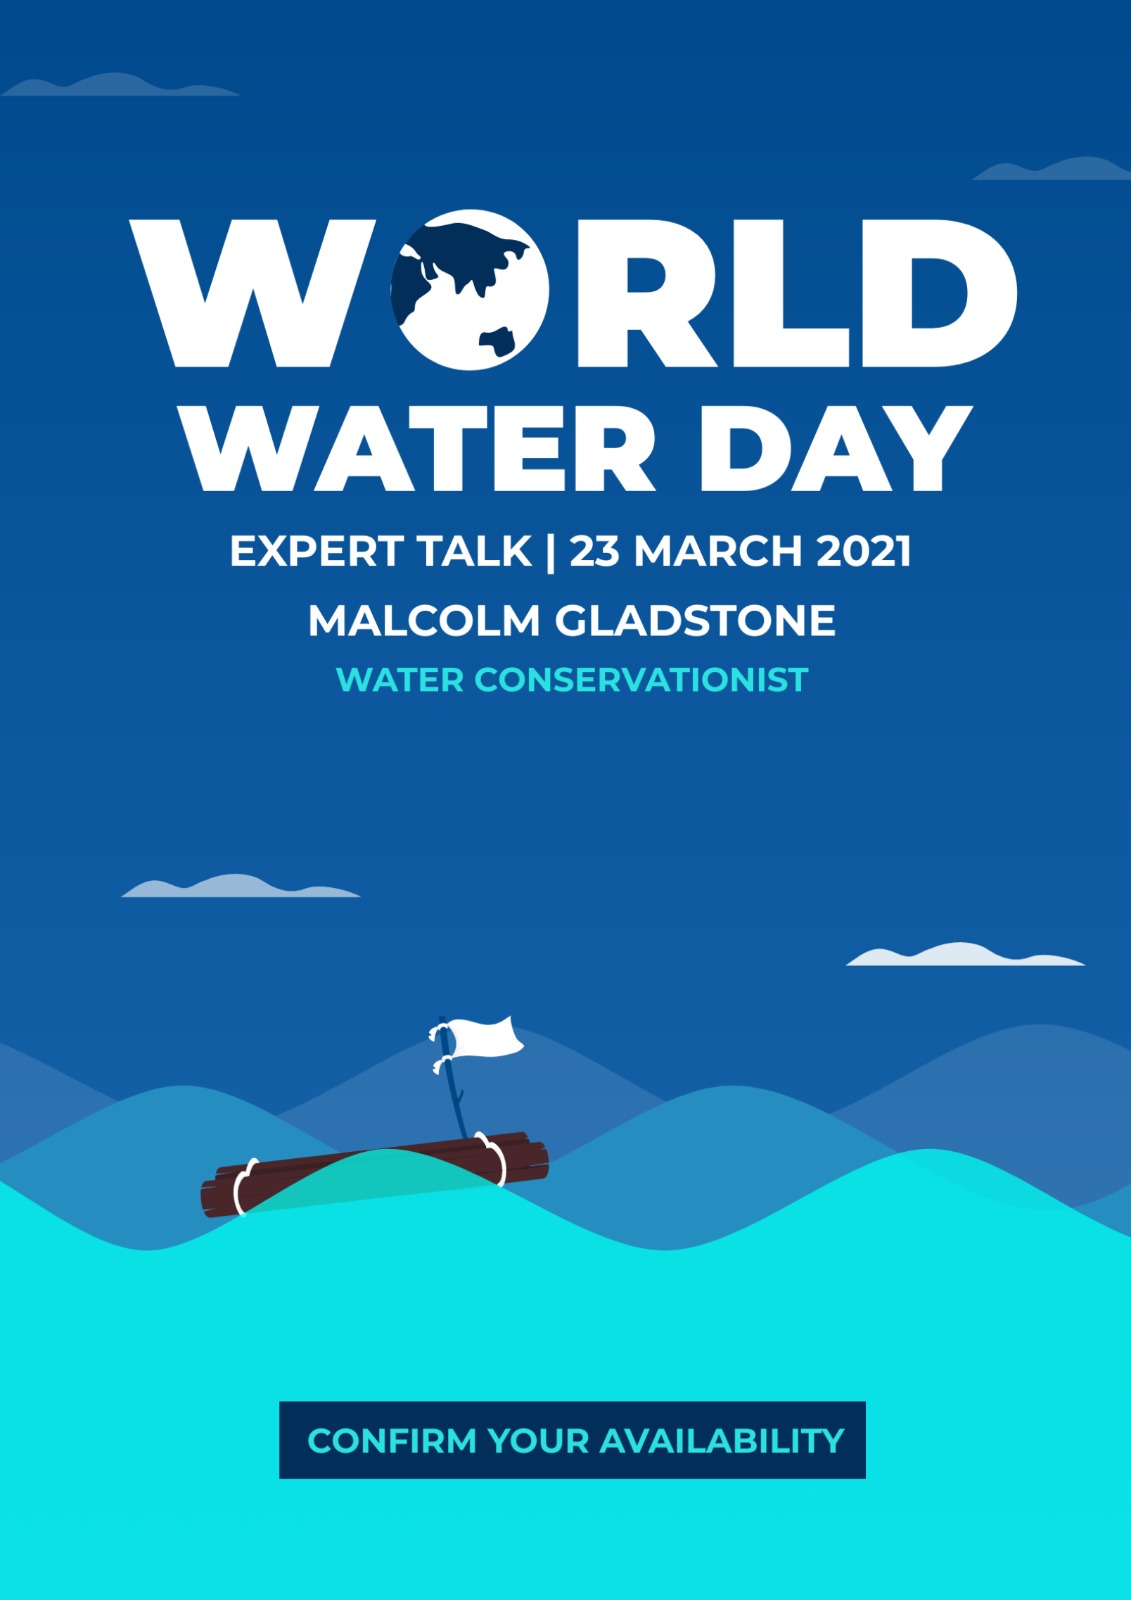 WORLD
WATER DAY
EXPERT TALK | 23 MARCH 2021
MALCOLM GLADSTONE
WATER CONSERVATIONIST
CONFIRM YOUR AVAILABILITY